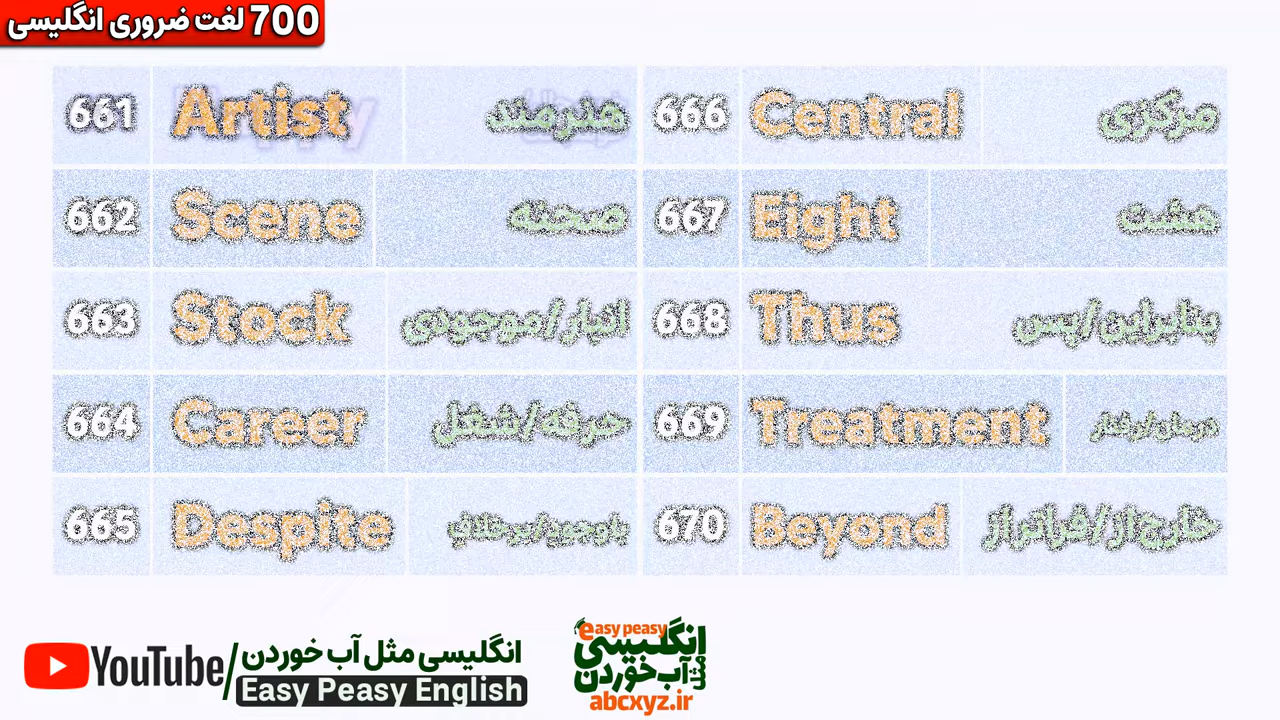 700 لغت ضروری انگلیسی
661 Artist هنرمند
662 Scene صحنه
663 Stock انبار/موجودی
664 Career حرفه/شغل
665 Despite باوجود/برخلاف
666 Central مرکزی
667 Eight هشت
668 Thus بنابراین/پس
669 Treatment درمان/رفتار
670 Beyond خارج‌از/فراتر‌از
YouTube/انگلیسی مثل آب خوردن
Easy Peasy English
easy peasy
انگلیسی
مثل آب خوردن
abcxyz.ir